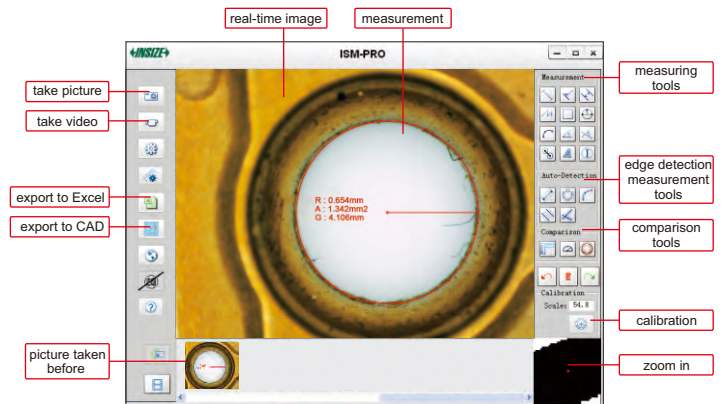 real-time image
measurement
INSIZE
ISM-PRO
take picture
take video
export to Excel
export to CAD
picture taken
before
R : 0.654mm
A : 1.342mm2
G : 4.106mm
Measurement
measuring
tools
Auto-Detection
edge detection
measurement
tools
Comparison
comparison
tools
Calibration
Scale: 54.8
calibration
zoom in